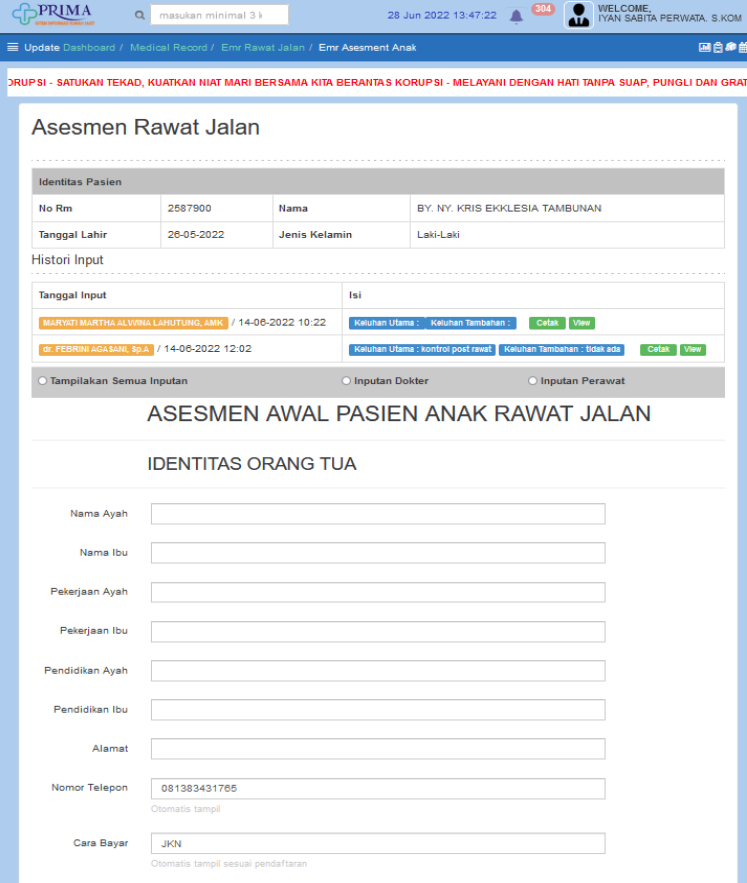 PRIMA
masukan minimal 3 k
28 Jun 2022 13:47:22
304
WELCOME,
IYAN SABITA PERWATA. S.KOM
Update Dashboard / Medical Record / Emr Rawat Jalan / Emr Asesment Anak
ORUPSI - SATUKAN TEKAD, KUATKAN NIAT MARI BERSAMA KITA BERANTAS KORUPSI - MELAYANI DENGAN HATI TANPA SUAP, PUNGLI DAN GRAT
Asesmen Rawat Jalan
Identitas Pasien
No Rm 2587900 Nama BY. NY. KRIS EKKLESIA TAMBUNAN
Tanggal Lahir 26-05-2022 Jenis Kelamin Laki-Laki
Histori Input
Tanggal Input Isi
MARYATI MARTHA ALWINA LAHUTUNG, AMK / 14-06-2022 10:22 Keluhan Utama : Keluhan Tambahan : Cetak View
dr. FEBRINI AGASANI, Sp.A / 14-06-2022 12:02 Keluhan Utama : kontrol post rawat Keluhan Tambahan : tidak ada Cetak View
Tampilakan Semua Inputan Inputan Dokter Inputan Perawat
ASESMEN AWAL PASIEN ANAK RAWAT JALAN
IDENTITAS ORANG TUA
Nama Ayah
Nama Ibu
Pekerjaan Ayah
Pekerjaan Ibu
Pendidikan Ayah
Pendidikan Ibu
Alamat
Nomor Telepon 081383431765
Otomatis tampil
Cara Bayar JKN
Otomatis tampil sesuai pendaftaran